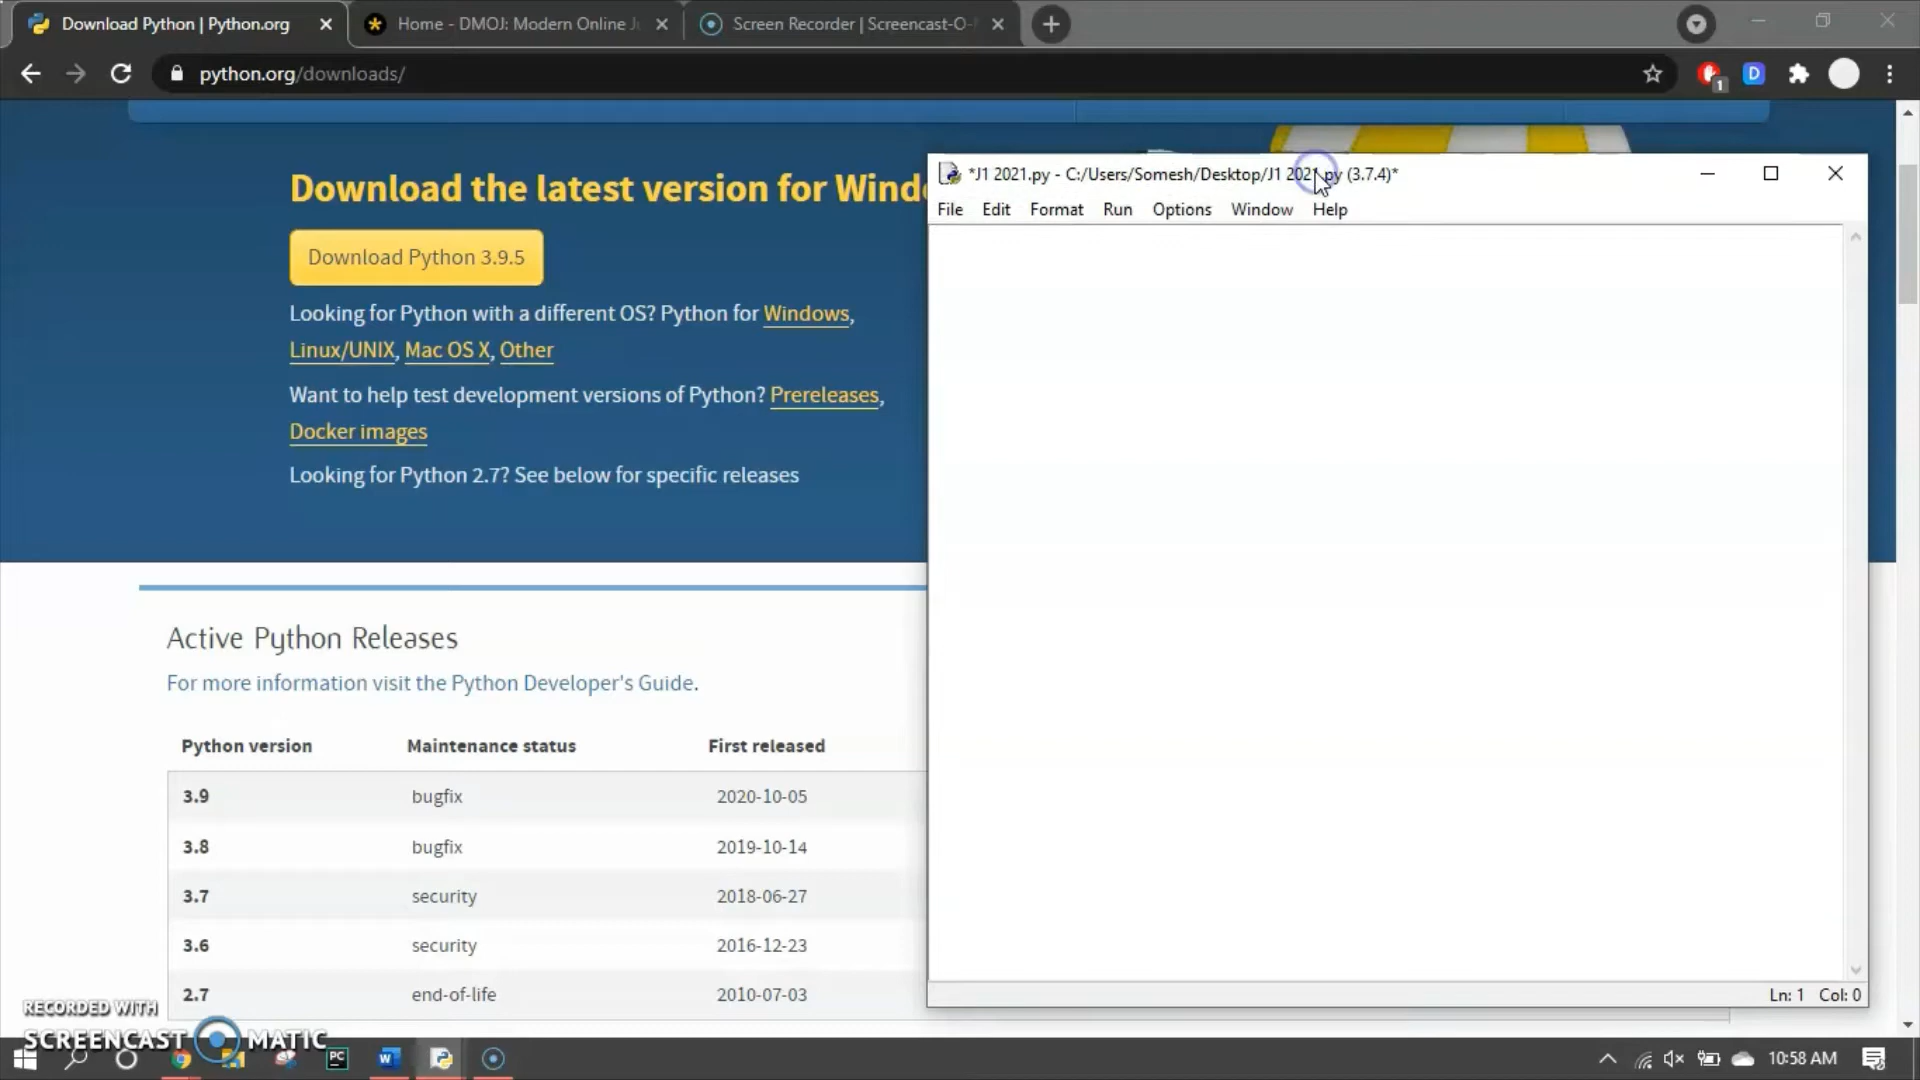 Download Python | Python.org
Home - DMOJ: Modern Online J
Screen Recorder | Screencast-O-
python.org/downloads/
1
D
Download the latest version for Wind
Download Python 3.9.5
Looking for Python with a different OS? Python for Windows,
Linux/UNIX, Mac OS X, Other
Want to help test development versions of Python? Prereleases,
Docker images
Looking for Python 2.7? See below for specific releases
*J1 2021.py - C:/Users/Somesh/Desktop/J1 2021.py (3.7.4)*
File Edit Format Run Options Window Help
Active Python Releases
For more information visit the Python Developer's Guide.
Python version Maintenance status First released
3.9 bugfix 2020-10-05
3.8 bugfix 2019-10-14
3.7 security 2018-06-27
3.6 security 2016-12-23
2.7 end-of-life 2010-07-03
Ln: 1 Col: 0
RECORDED WITH
SCREENCAST MATIC
PC
W
10:58 AM